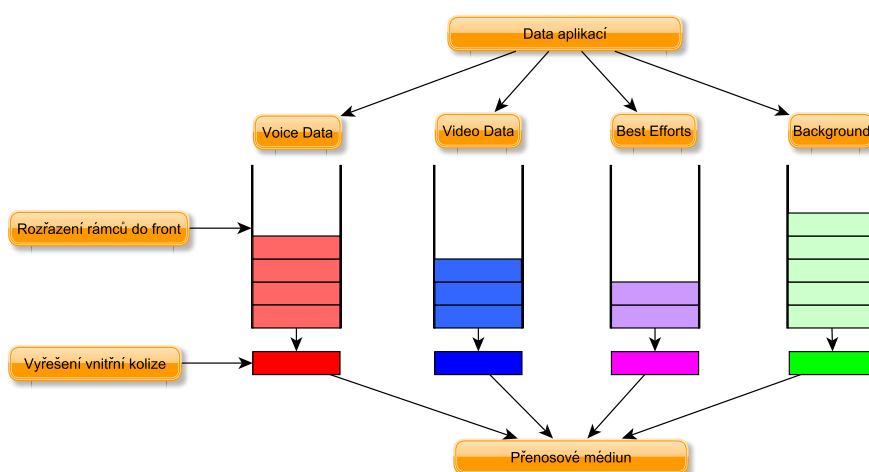 Data aplikací
Voice Data
Video Data
Best Efforts
Background
Rozřazení rámců do front
Vyřešení vnitřní kolize
Přenosové médiun